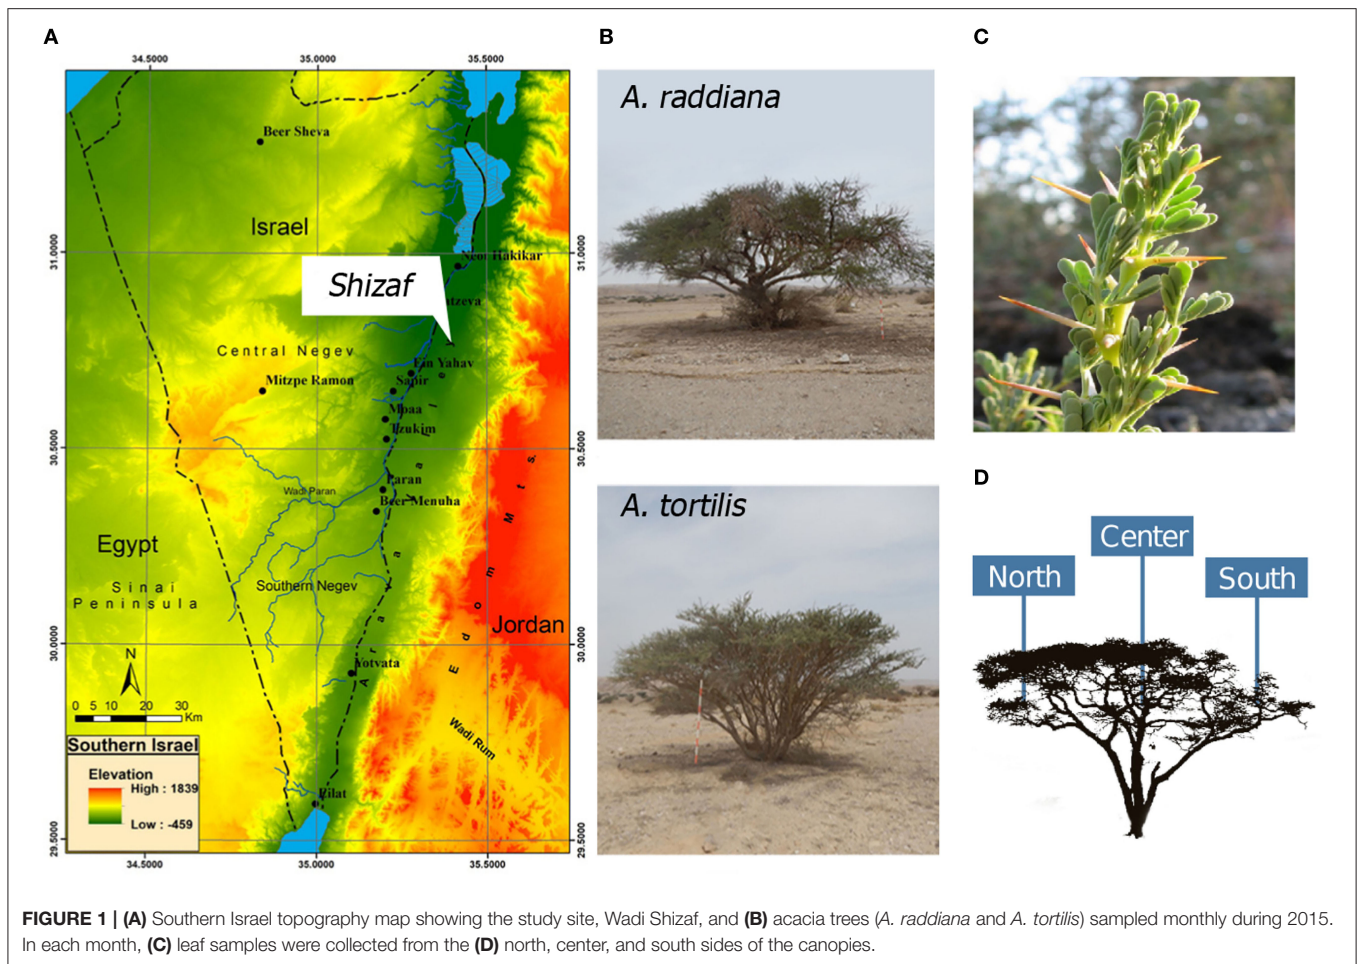 A
B
C
34.5000
35.0000
35.5000
A. raddiana
Beer Sheva
Israel
31.0000
31.0000
Neot Hakikar
Shizaf
atzeva
Central Negev
Ein Yahav
Sapir
Mitzpe Ramon
Moaa
Tzukim
30.5000
30.5000
Paran
Wadi Paran
Beer Menuha
Arava Valley
Edom Mts.
Egypt
Sinai
Peninsula
Southern Negev
Jordan
30.0000
30.0000
Yotvata
N
0 5 10 20 30
Km
Wadi Rum
Southern Israel
Elevation
High : 1839
Low : -459
Eilat
29.5000
29.5000
34.5000
35.0000
35.5000
A. tortilis
D
Center
North
South
FIGURE 1 | (A) Southern Israel topography map showing the study site, Wadi Shizaf, and (B) acacia trees (A. raddiana and A. tortilis) sampled monthly during 2015.
In each month, (C) leaf samples were collected from the (D) north, center, and south sides of the canopies.